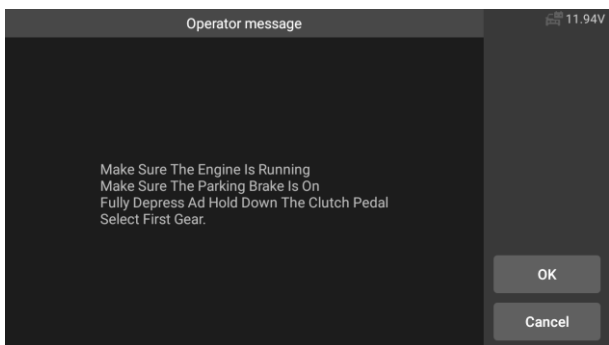 Operator message
11.94V
Make Sure The Engine Is Running
Make Sure The Parking Brake Is On
Fully Depress Ad Hold Down The Clutch Pedal
Select First Gear.
OK
Cancel